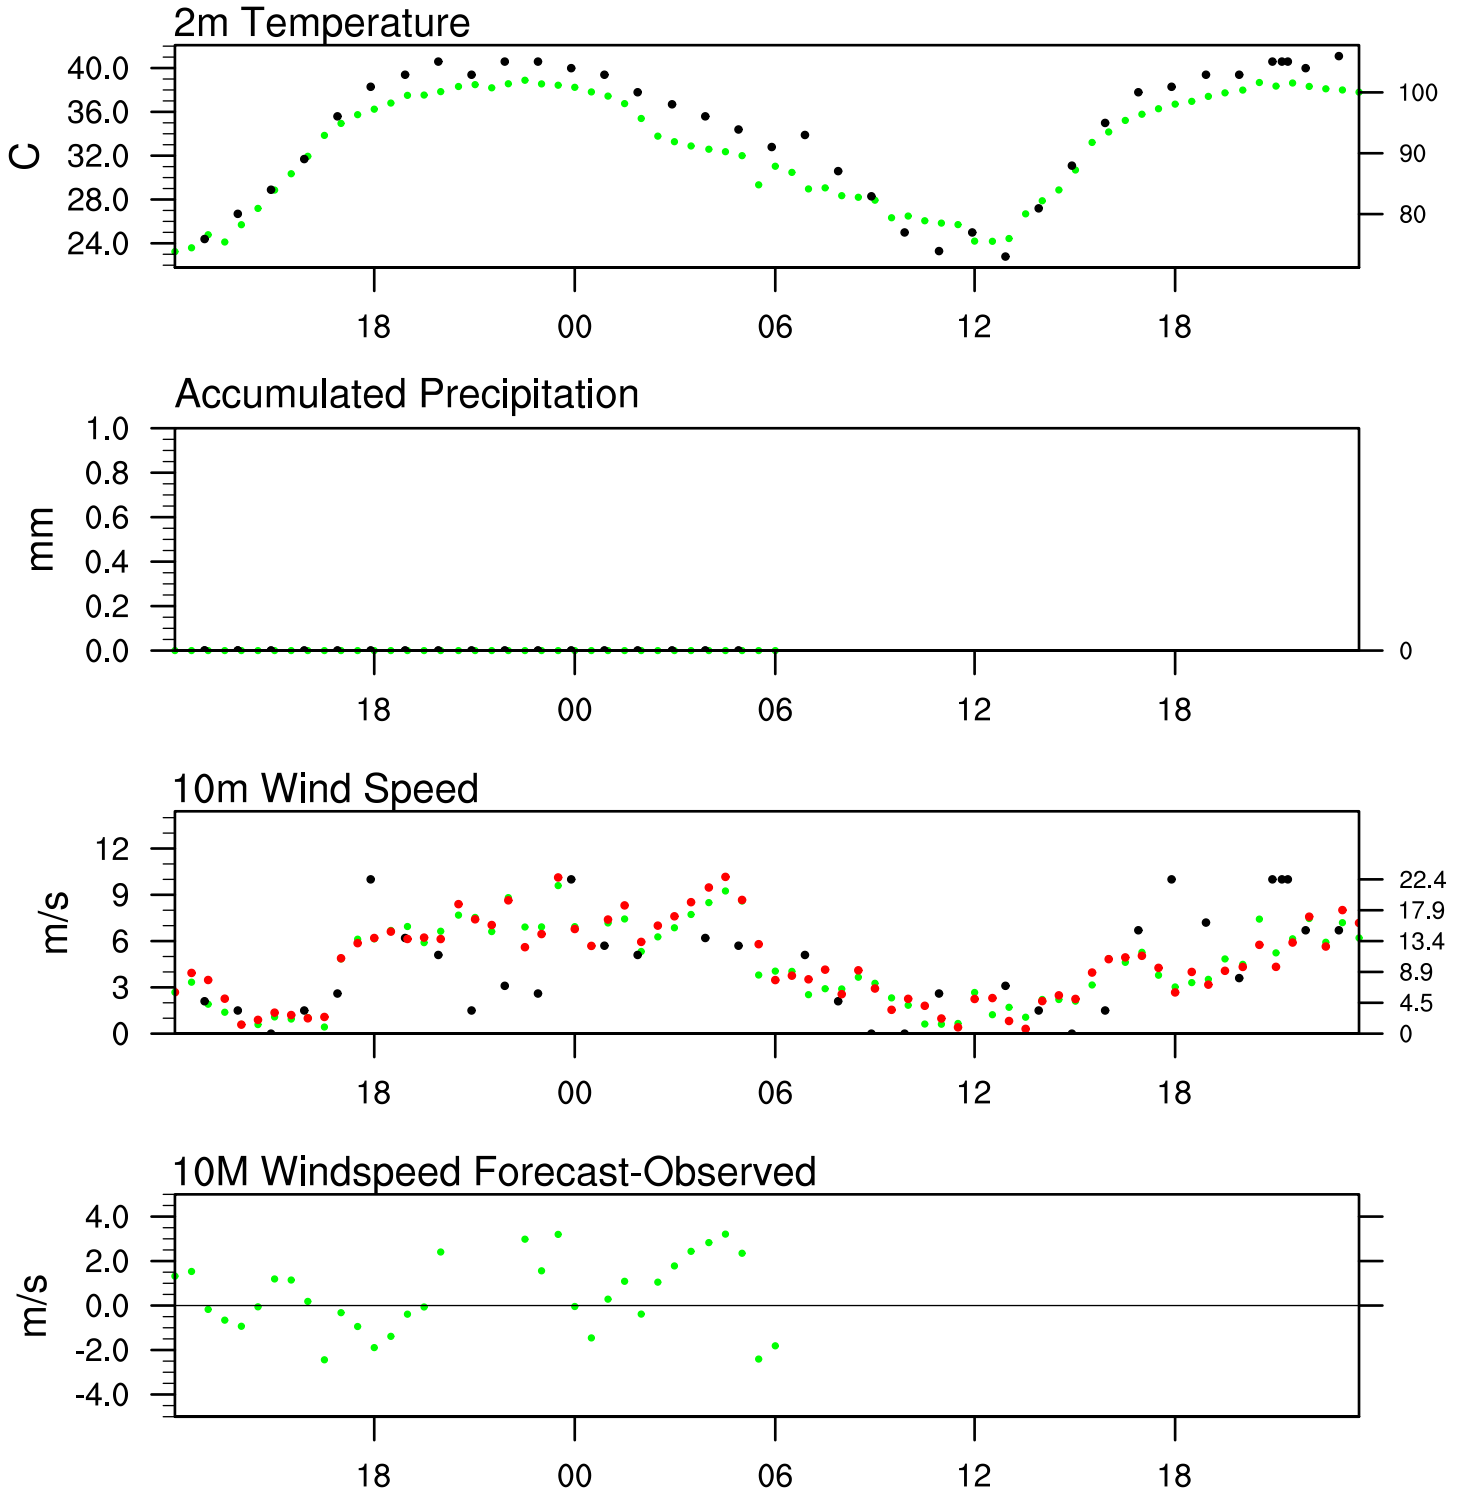 2m Temperature
40.0
36.0
32.0
28.0
24.0
C
100
90
80
18 00 06 12 18
Accumulated Precipitation
1.0
0.8
0.6
0.4
0.2
0.0
mm
0
18 00 06 12 18
10m Wind Speed
12
9
6
3
0
m/s
22.4
17.9
13.4
8.9
4.5
0
18 00 06 12 18
10M Windspeed Forecast-Observed
4.0
2.0
0.0
-2.0
-4.0
m/s
18 00 06 12 18